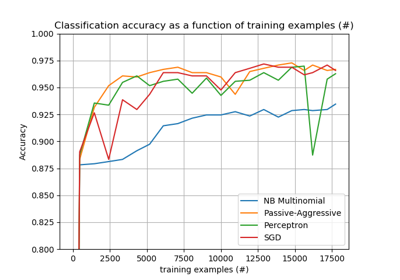 Classification accuracy as a function of training examples (#)
1.000
0.975
0.950
0.925
0.900
0.875
0.850
0.825
0.800
Accuracy
NB Multinomial
Passive-Aggressive
Perceptron
SGD
0 2500 5000 7500 10000 12500 15000 17500
training examples (#)